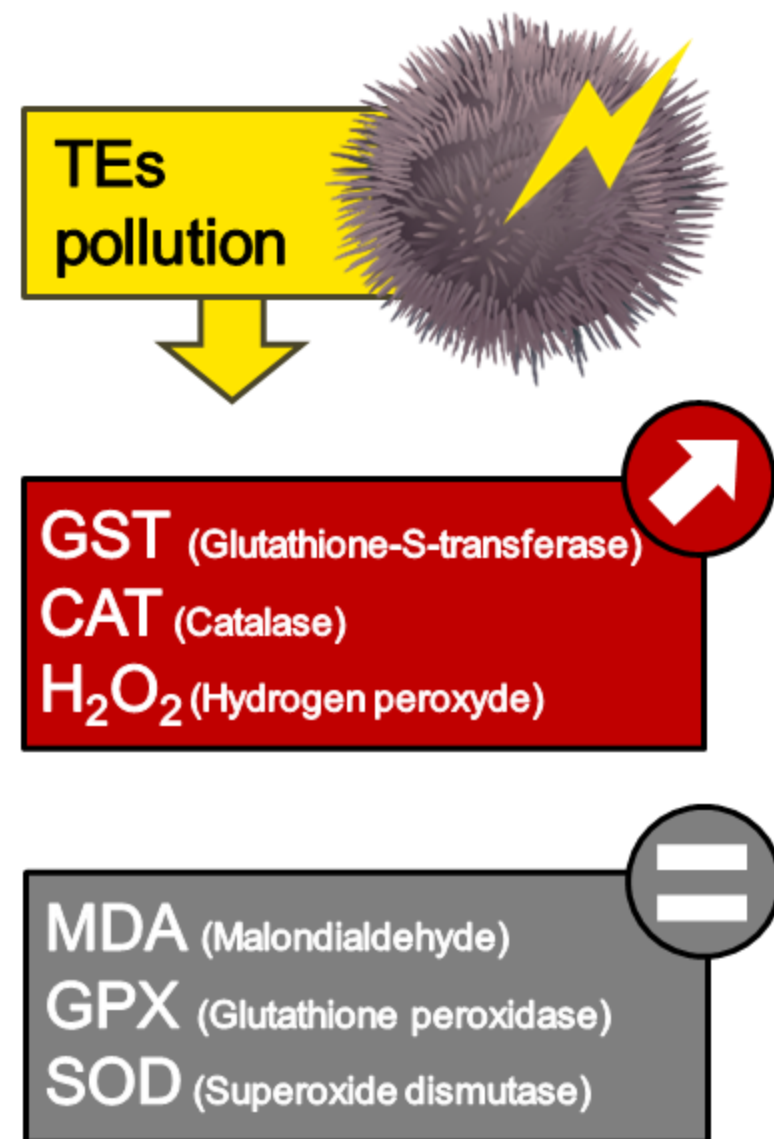 TEs
pollution
GST (Glutathione-S-transferase)
CAT (Catalase)
H₂O₂ (Hydrogen peroxyde)
MDA (Malondialdehyde)
GPX (Glutathione peroxidase)
SOD (Superoxide dismutase)